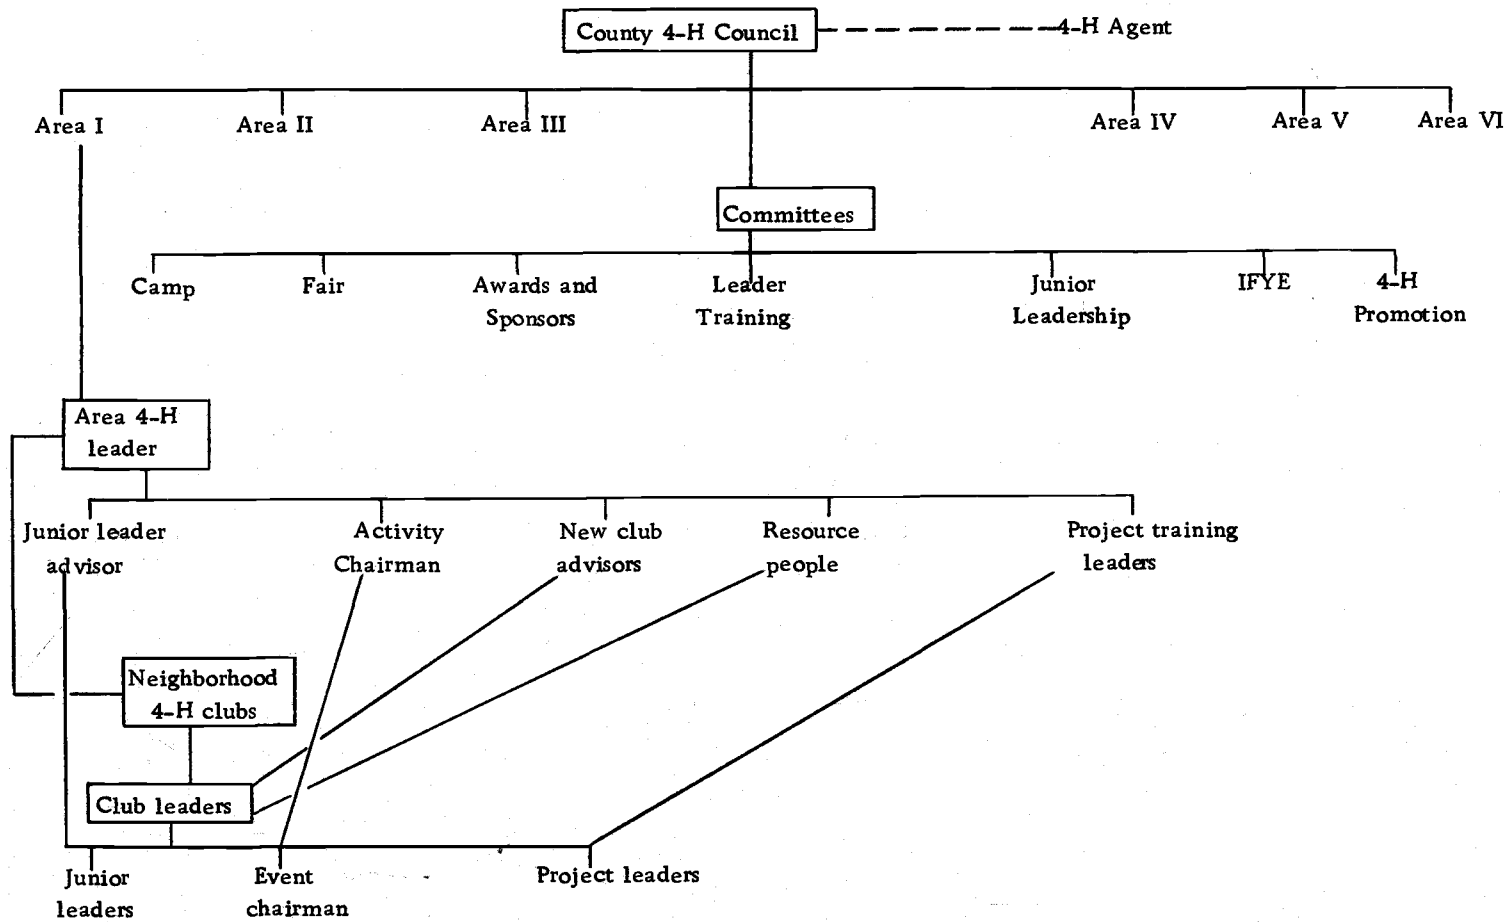 County 4-H Council
4-H Agent
Area I
Area II
Area III
Area IV
Area V
Area VI
Committees
Camp
Fair
Awards and
Sponsors
Leader
Training
Junior
Leadership
IFYE
4-H
Promotion
Area 4-H
leader
Junior leader
advisor
Activity
Chairman
New club
advisors
Resource
people
Project training
leaders
Neighborhood
4-H clubs
Club leaders
Junior
leaders
Event
chairman
Project leaders